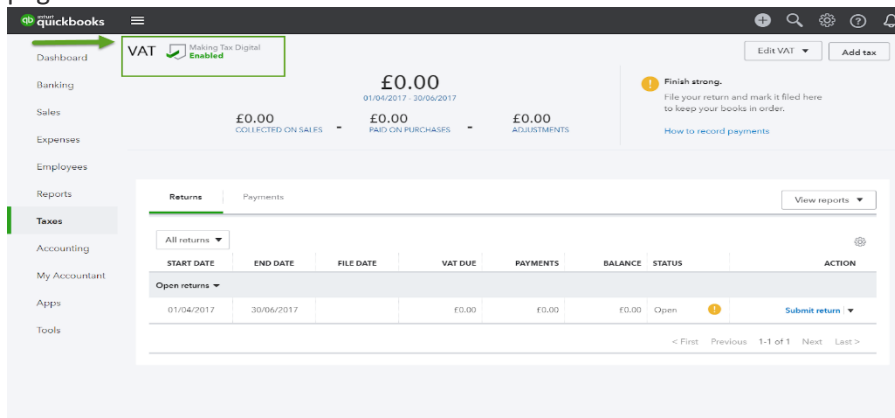 intuit
quickbooks
Dashboard
Banking
Sales
Expenses
Employees
Reports
Taxes
Accounting
My Accountant
Apps
Tools
VAT
Making Tax Digital
Enabled
Edit VAT
Add tax
£0.00
01/04/2017 - 30/06/2017
£0.00
COLLECTED ON SALES
-
£0.00
PAID ON PURCHASES
-
£0.00
ADJUSTMENTS
Finish strong.
File your return and mark it filed here
to keep your books in order.
How to record payments
Returns Payments
View reports
All returns
START DATE END DATE FILE DATE VAT DUE PAYMENTS BALANCE STATUS ACTION
Open returns
01/04/2017 30/06/2017 £0.00 £0.00 £0.00 Open Submit return
< First Previous 1-1 of 1 Next Last >